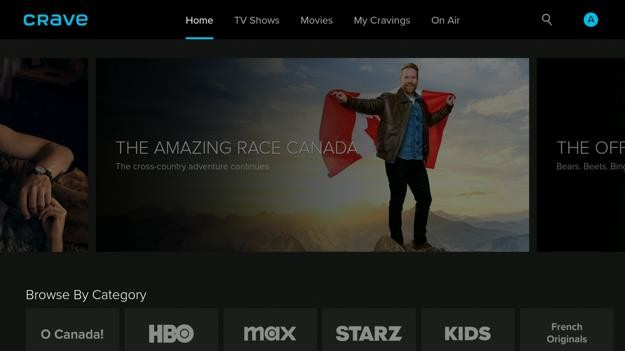 CRAVE
Home
TV Shows
Movies
My Cravings
On Air
A
THE AMAZING RACE CANADA
The cross-country adventure continues
THE OFF
Bears. Beets. Bing
Browse By Category
O Canada!
HBO
max
STARZ
KIDS
French
Originals